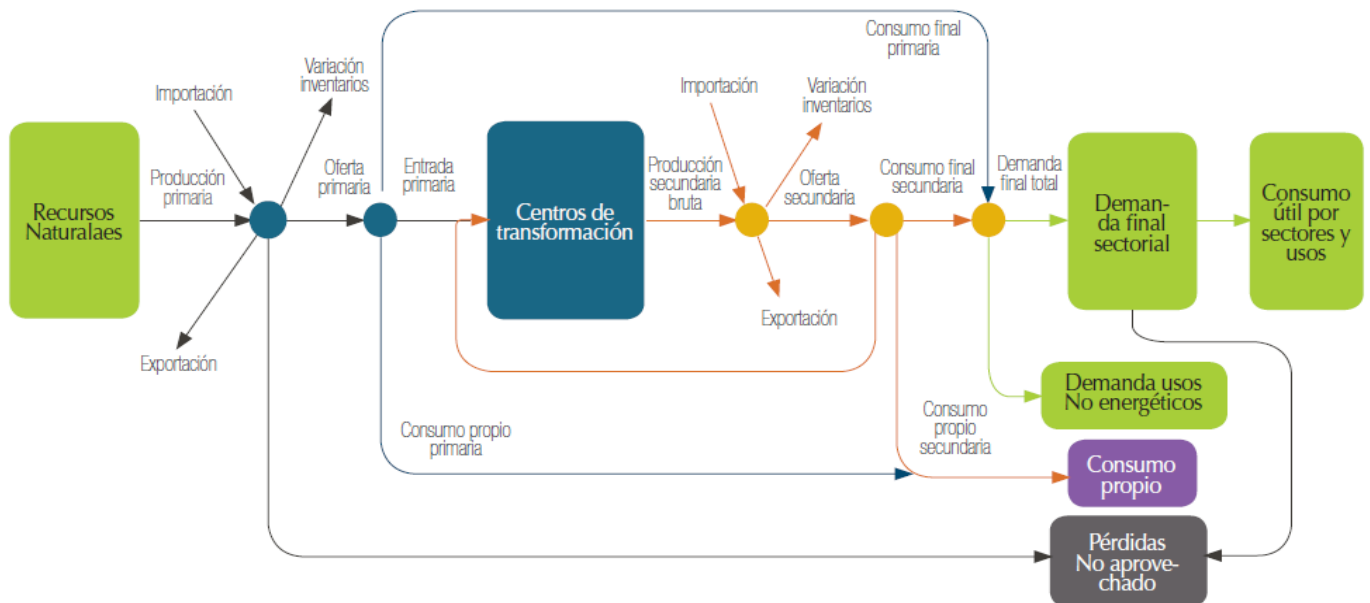 Consumo final
primaria
Variación
inventarios
Importación
Importación
Variación
inventarios
Recursos
Naturalaes
Producción
primaria
Oferta
primaria
Entrada
primaria
Centros de
transformación
Producción
secundaria
bruta
Oferta
secundaria
Consumo final
secundaria
Demanda
final total
Deman-
da final
sectorial
Consumo
útil por
sectores y
usos
Exportación
Exportación
Demanda usos
No energéticos
Consumo propio
primaria
Consumo
propio
secundaria
Consumo
propio
Pérdidas
No aprove-
chado